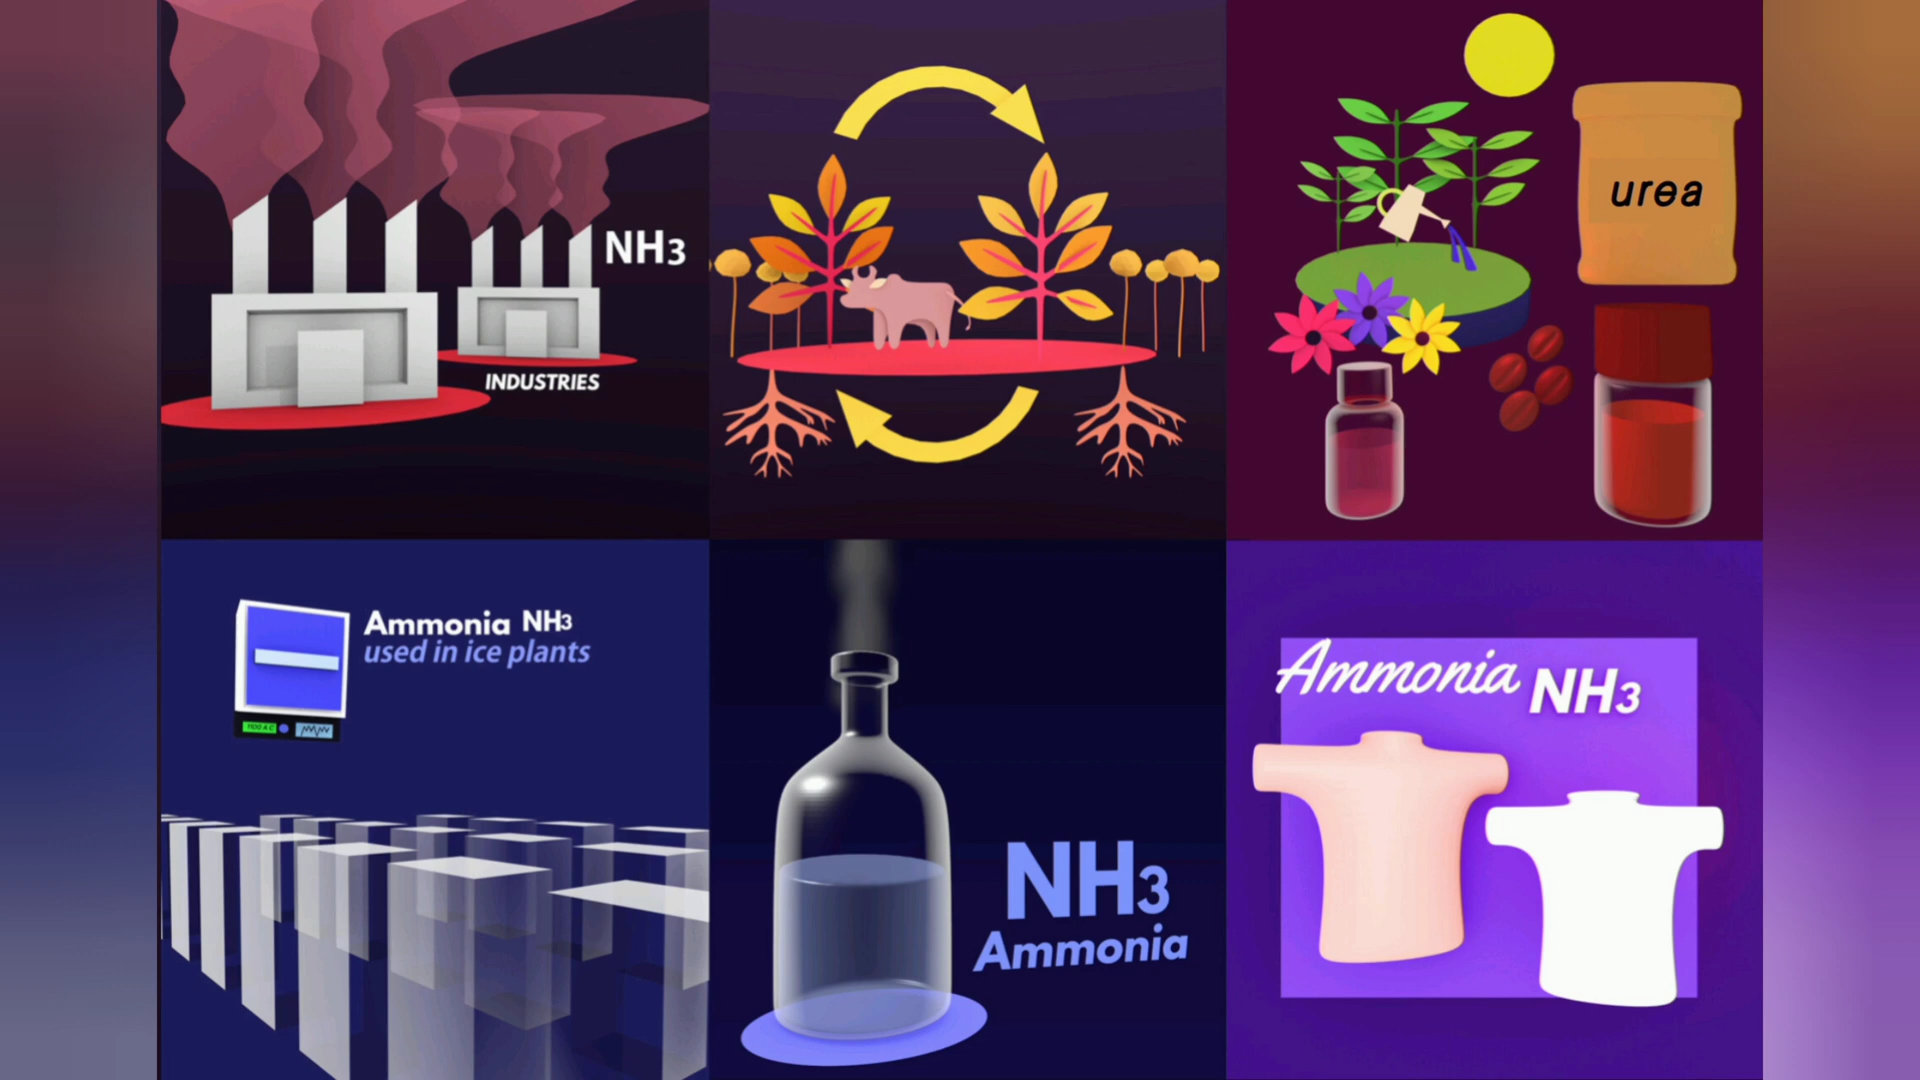 NH3
INDUSTRIES
urea
Ammonia NH3
used in ice plants
NH3
Ammonia
Ammonia NH3